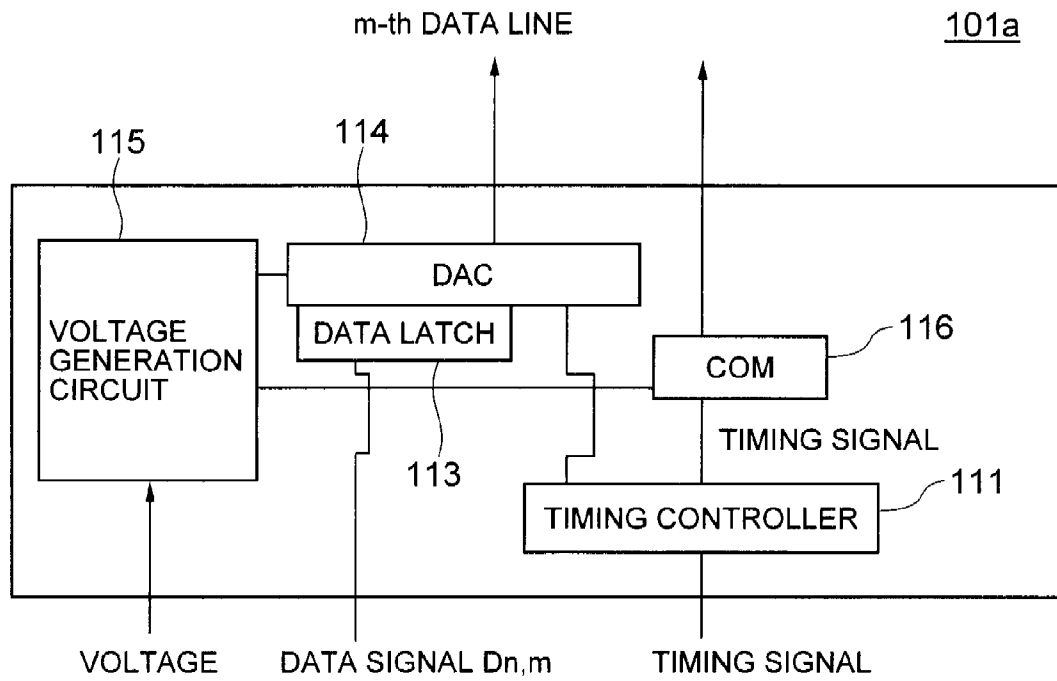 m-th DATA LINE
101a
115
114
DAC
VOLTAGE
GENERATION
CIRCUIT
DATA LATCH
116
COM
113
TIMING SIGNAL
111
TIMING CONTROLLER
VOLTAGE
DATA SIGNAL Dn,m
TIMING SIGNAL